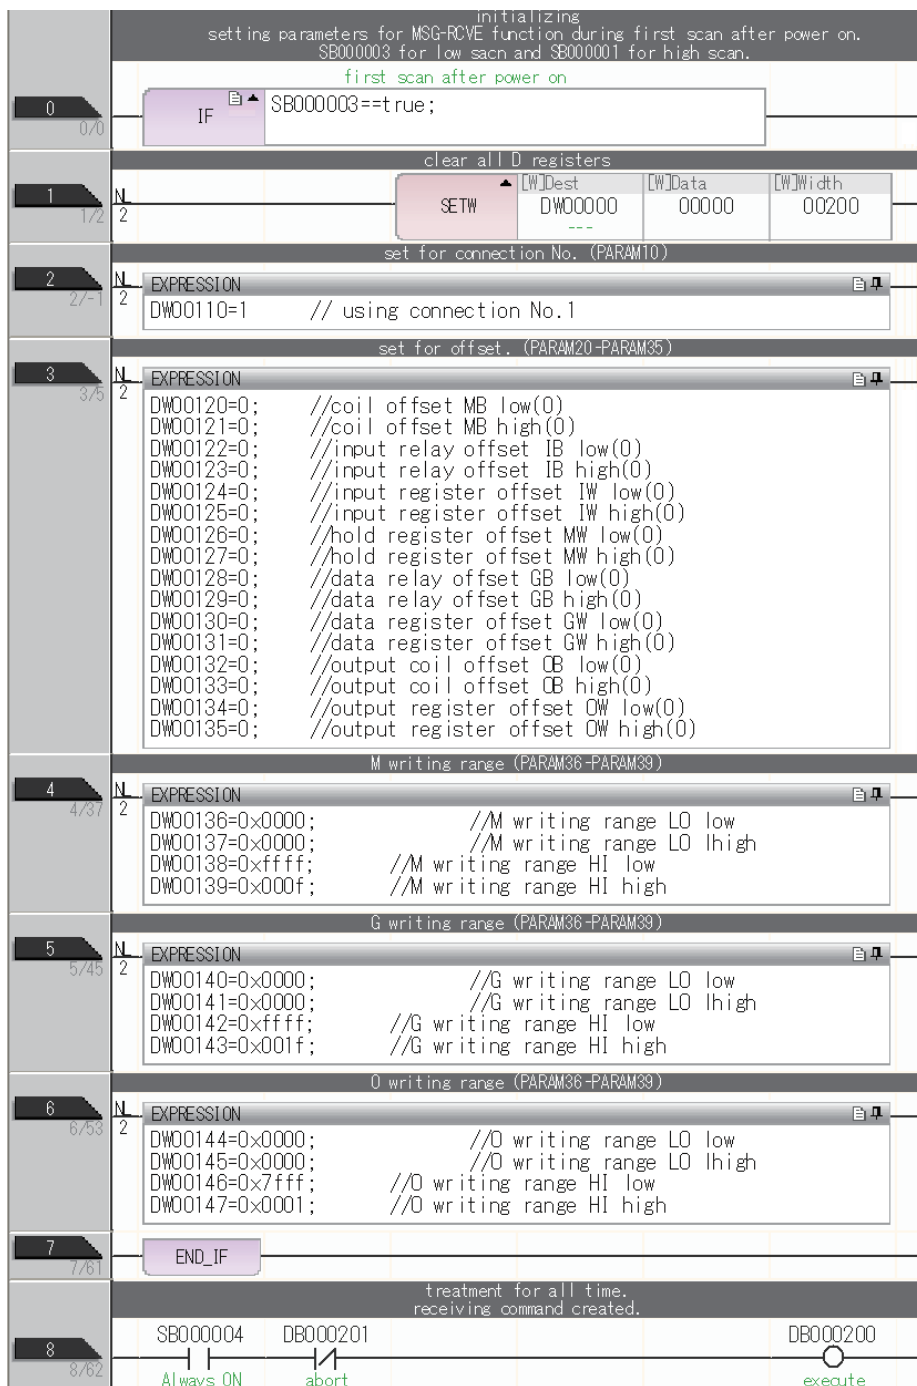 initializing
setting parameters for MSG-RCVE function during first scan after power on.
SB000003 for low sacn and SB000001 for high scan.
first scan after power on
0
0/0
IF
SB000003==true;
clear all D registers
1
1/2
NL
2
SETW
[W]Dest
DW00000
---
[W]Data
00000
[W]Width
00200
set for connection No. (PARAM10)
2
2/-1
NL
2
EXPRESSION
DW00110=1 // using connection No.1
set for offset. (PARAM20-PARAM35)
3
3/5
NL
2
EXPRESSION
DW00120=0; //coil offset MB low(0)
DW00121=0; //coil offset MB high(0)
DW00122=0; //input relay offset IB low(0)
DW00123=0; //input relay offset IB high(0)
DW00124=0; //input register offset IW low(0)
DW00125=0; //input register offset IW high(0)
DW00126=0; //hold register offset MW low(0)
DW00127=0; //hold register offset MW high(0)
DW00128=0; //data relay offset GB low(0)
DW00129=0; //data relay offset GB high(0)
DW00130=0; //data register offset GW low(0)
DW00131=0; //data register offset GW high(0)
DW00132=0; //output coil offset OB low(0)
DW00133=0; //output coil offset OB high(0)
DW00134=0; //output register offset OW low(0)
DW00135=0; //output register offset OW high(0)
M writing range (PARAM36-PARAM39)
4
4/37
NL
2
EXPRESSION
DW00136=0x0000; //M writing range LO low
DW00137=0x0000; //M writing range LO lhigh
DW00138=0xffff; //M writing range HI low
DW00139=0x000f; //M writing range HI high
G writing range (PARAM36-PARAM39)
5
5/45
NL
2
EXPRESSION
DW00140=0x0000; //G writing range LO low
DW00141=0x0000; //G writing range LO lhigh
DW00142=0xffff; //G writing range HI low
DW00143=0x001f; //G writing range HI high
O writing range (PARAM36-PARAM39)
6
6/53
NL
2
EXPRESSION
DW00144=0x0000; //O writing range LO low
DW00145=0x0000; //O writing range LO lhigh
DW00146=0x7fff; //O writing range HI low
DW00147=0x0001; //O writing range HI high
7
7/61
END_IF
treatment for all time.
receiving command created.
8
8/62
SB000004 DB000201 DB000200
Always ON abort execute